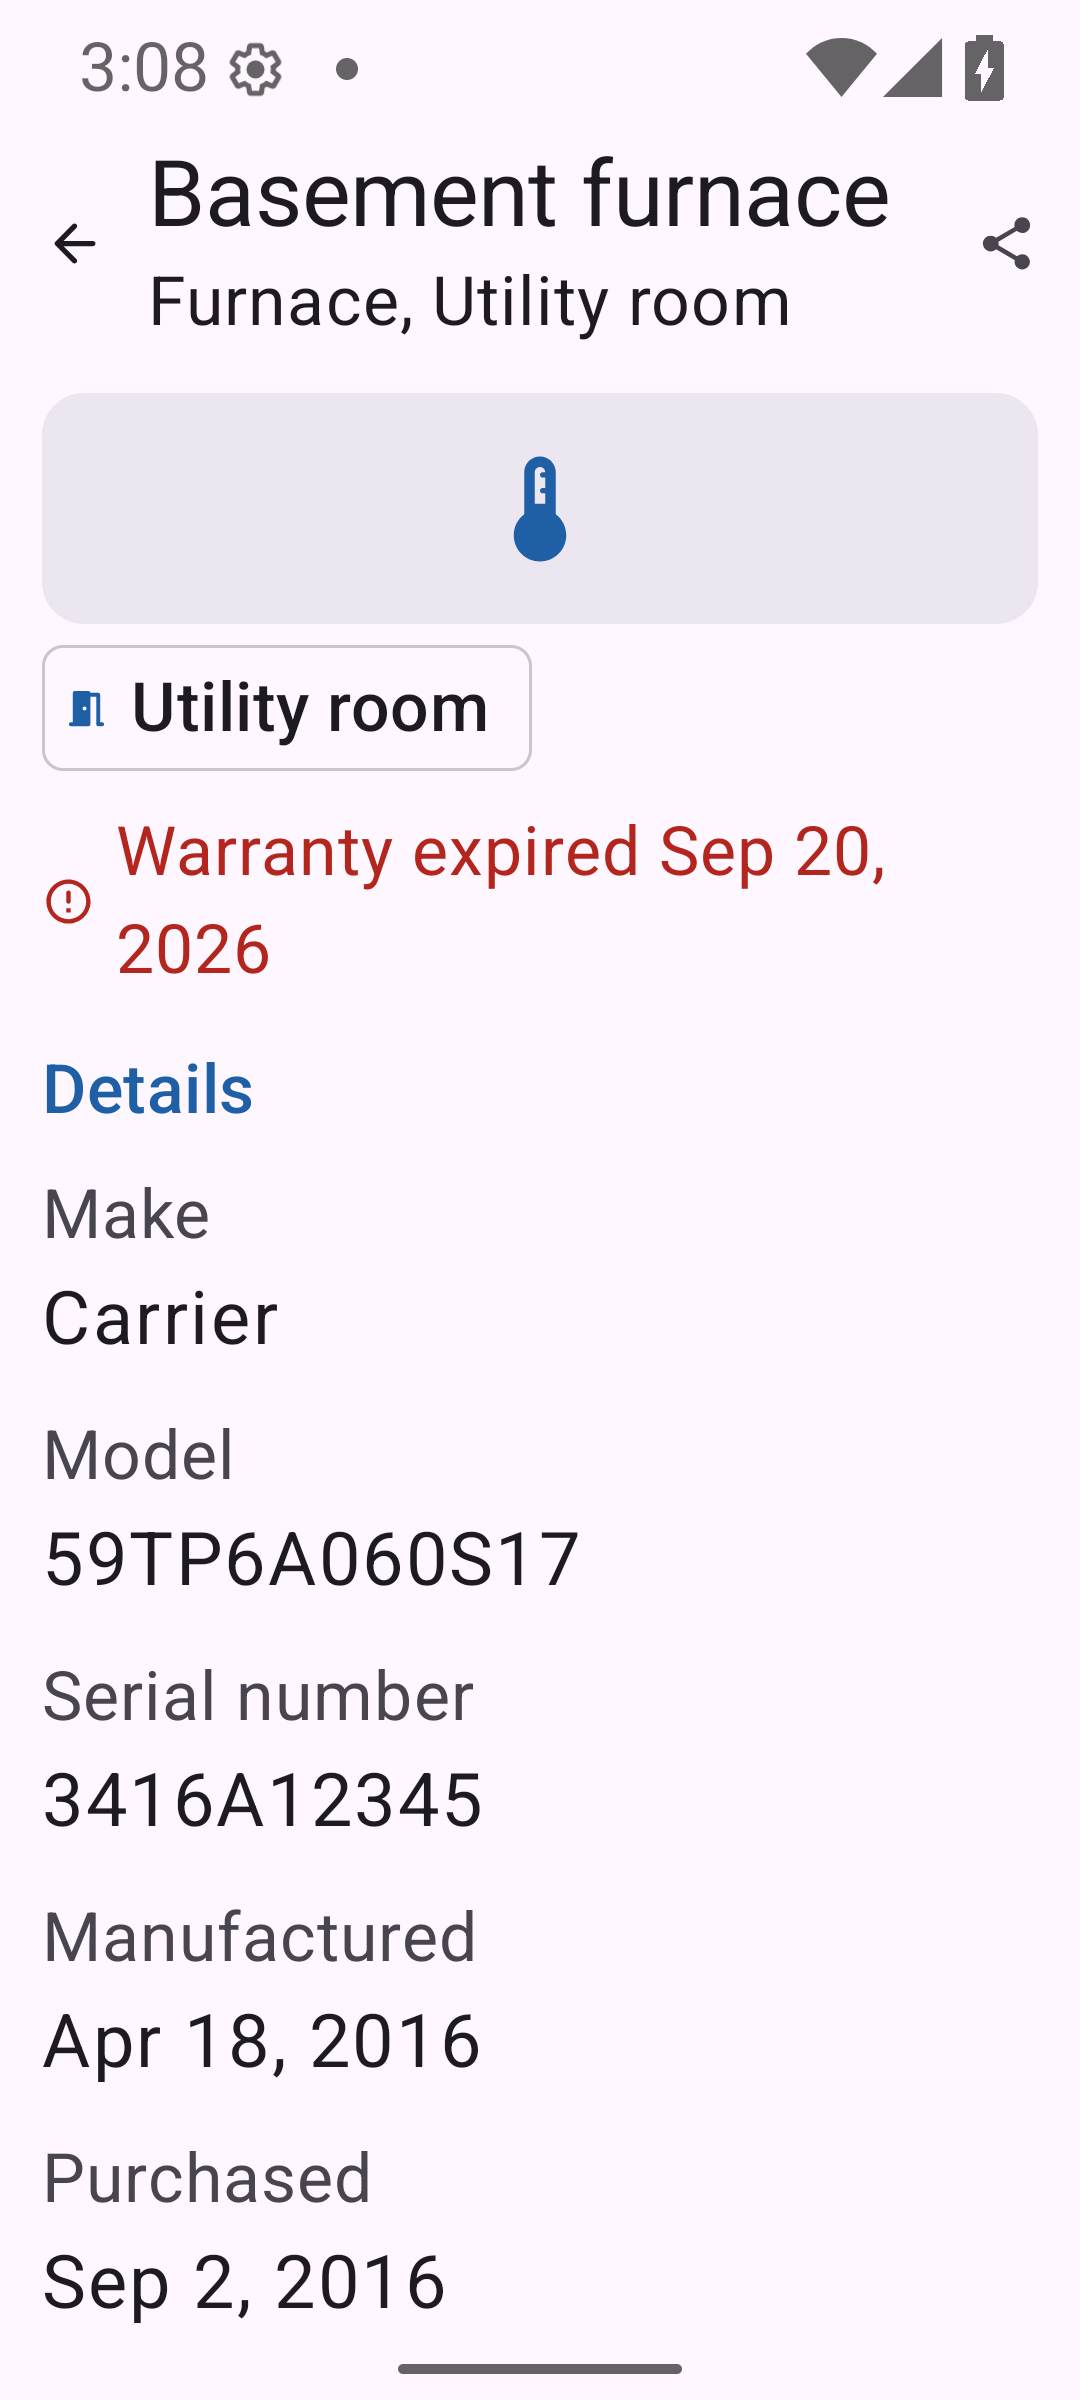 3:08
Basement furnace
Furnace, Utility room
Utility room
Warranty expired Sep 20,
2026
Details
Make
Carrier
Model
59TP6A060S17
Serial number
3416A12345
Manufactured
Apr 18, 2016
Purchased
Sep 2, 2016